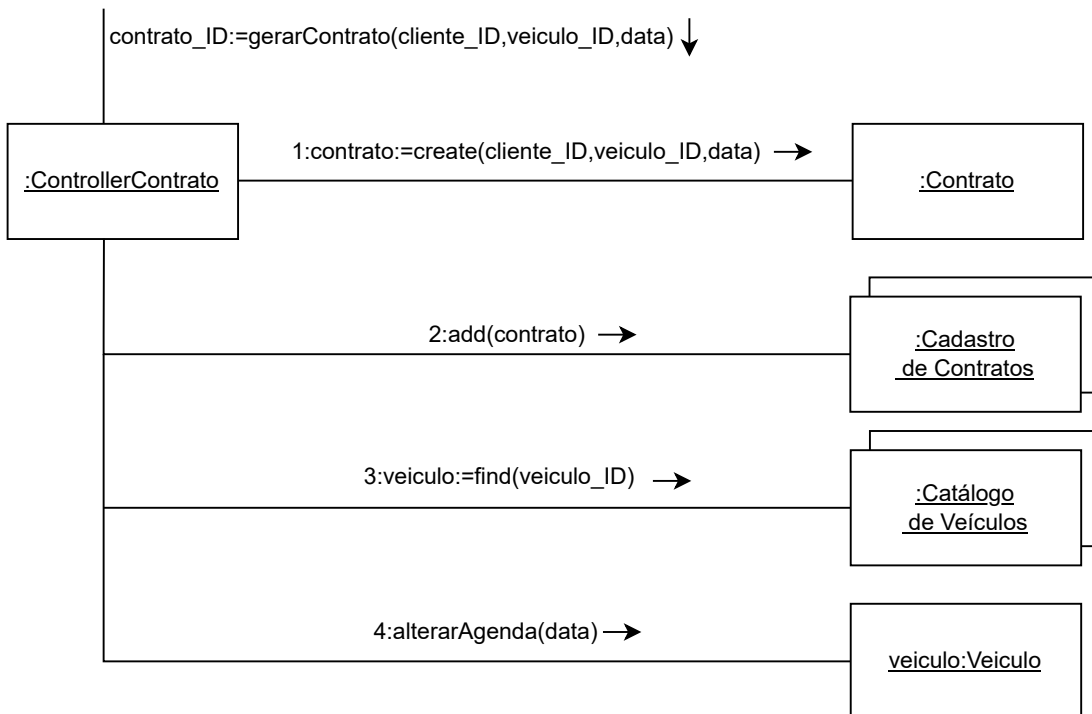 contrato_ID:=gerarContrato(cliente_ID,veiculo_ID,data)
:ControllerContrato
1:contrato:=create(cliente_ID,veiculo_ID,data)
:Contrato
2:add(contrato)
:Cadastro
de Contratos
3:veiculo:=find(veiculo_ID)
:Catálogo
de Veículos
4:alterarAgenda(data)
veiculo:Veiculo